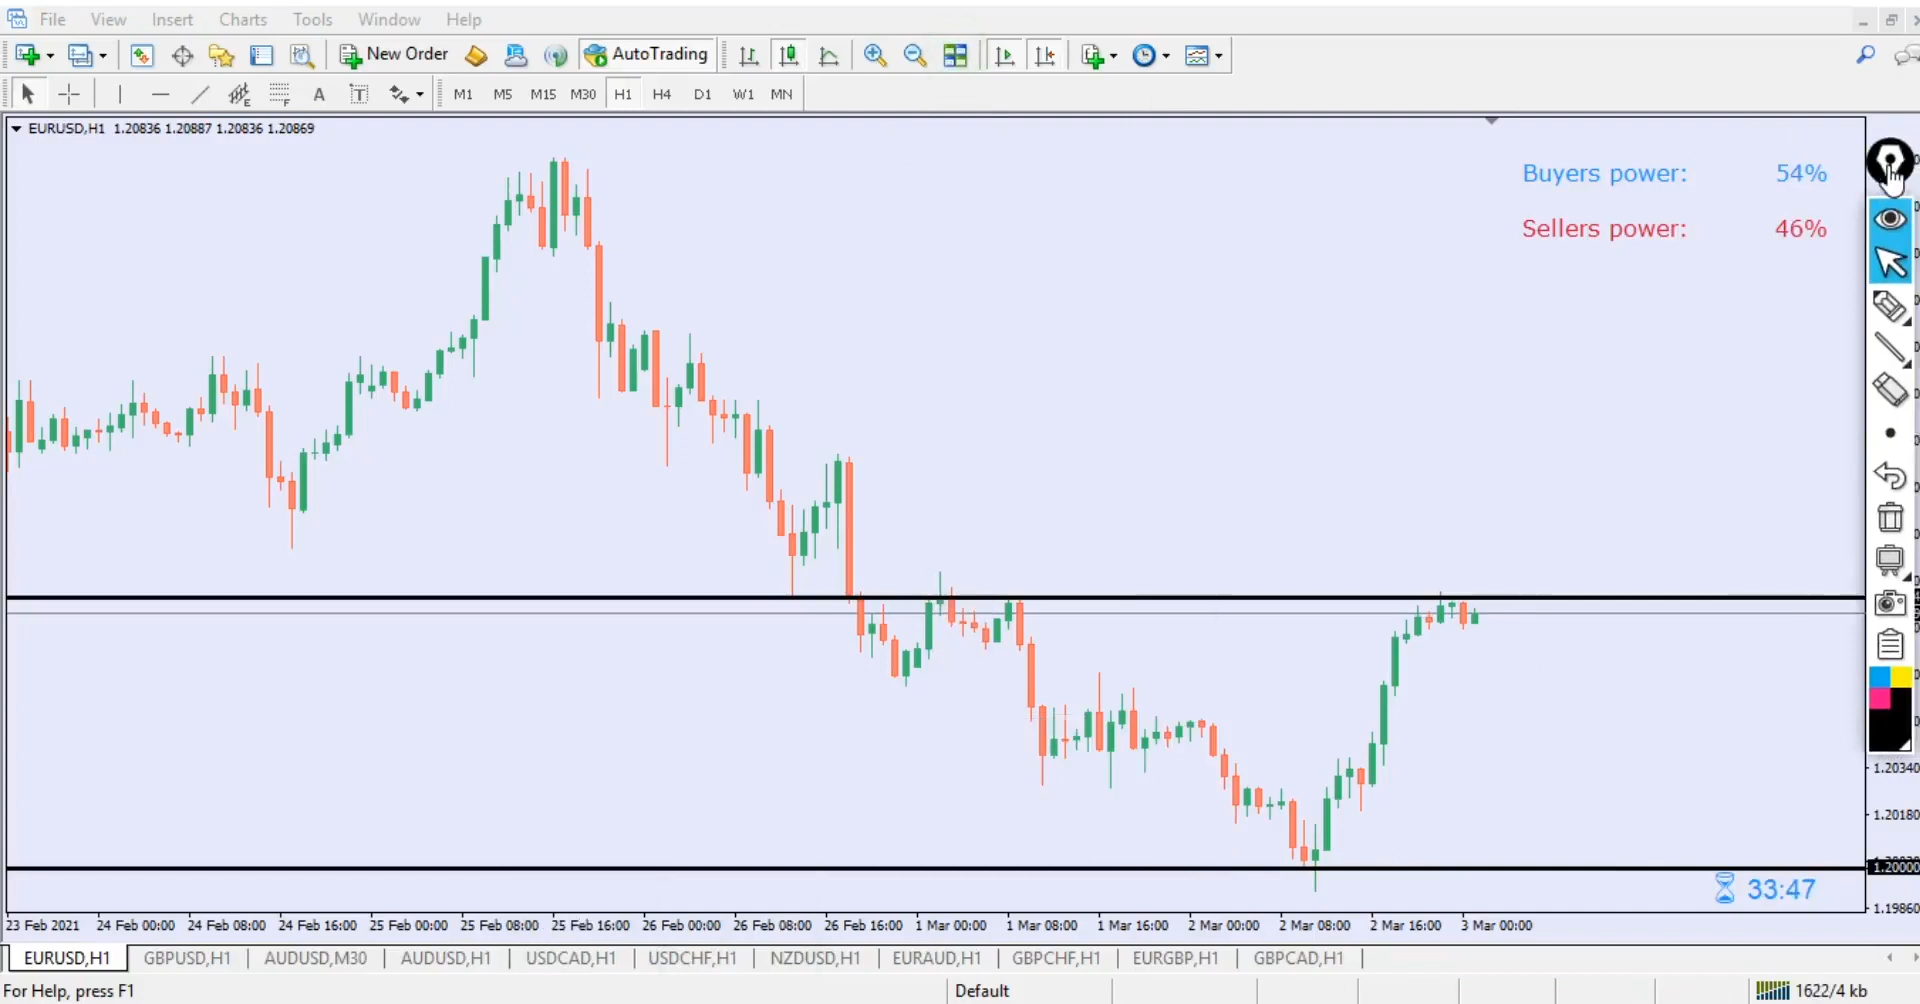 File View Insert Charts Tools Window Help
New Order AutoTrading
A T M1 M5 M15 M30 H1 H4 D1 W1 MN
EURUSD,H1 1.20836 1.20887 1.20836 1.20869
Buyers power: 54%
Sellers power: 46%
1.20340
1.20180
1.20000
33:47
1.19860
23 Feb 2021 24 Feb 00:00 24 Feb 08:00 24 Feb 16:00 25 Feb 00:00 25 Feb 08:00 25 Feb 16:00 26 Feb 00:00 26 Feb 08:00 26 Feb 16:00 1 Mar 00:00 1 Mar 08:00 1 Mar 16:00 2 Mar 00:00 2 Mar 08:00 2 Mar 16:00 3 Mar 00:00
EURUSD,H1 GBPUSD,H1 AUDUSD,M30 AUDUSD,H1 USDCAD,H1 USDCHF,H1 NZDUSD,H1 EURAUD,H1 GBPCHF,H1 EURGBP,H1 GBPCAD,H1
For Help, press F1 Default 1622/4 kb